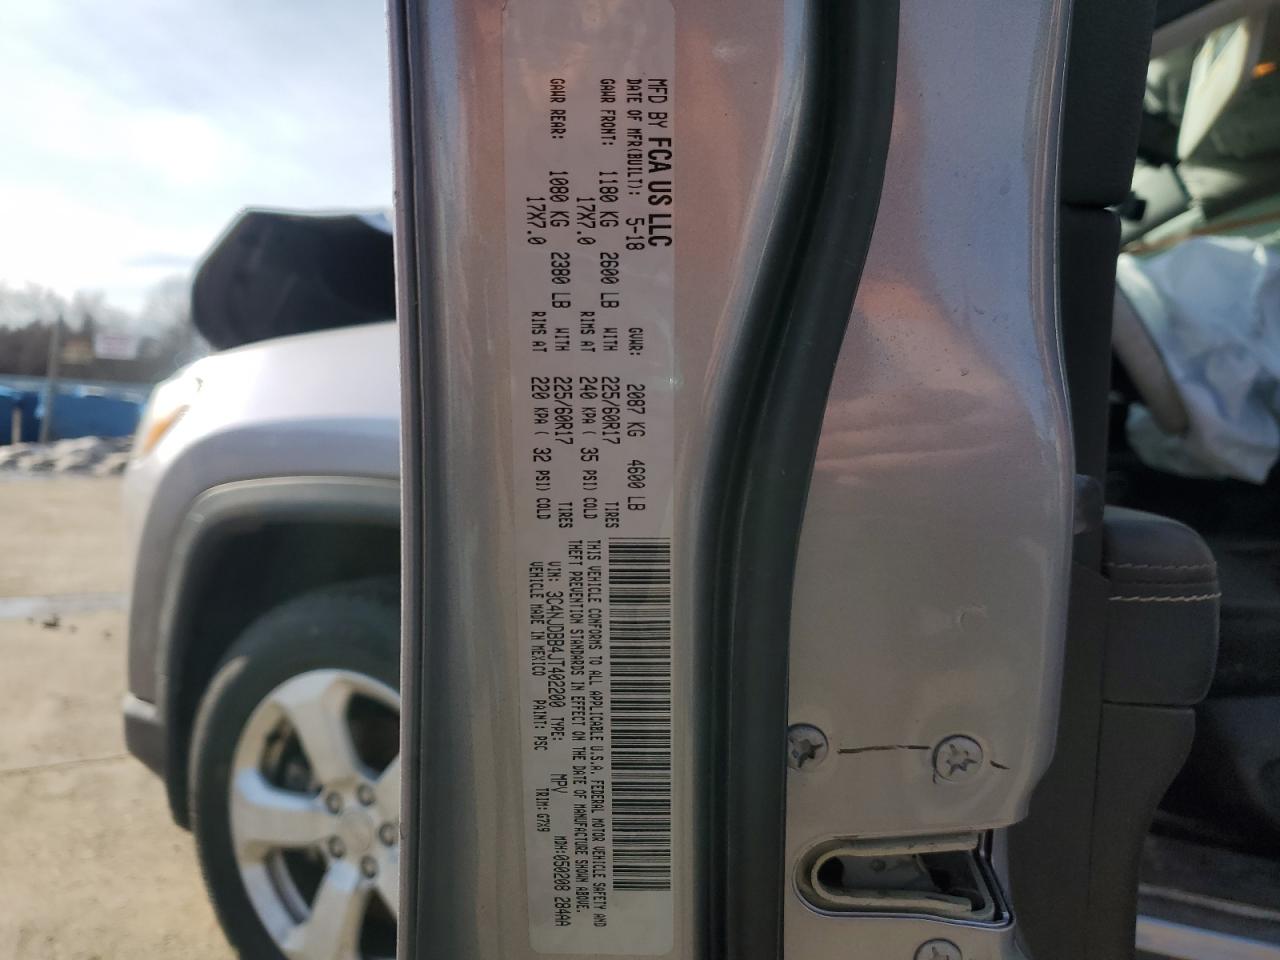 MFD BY FCA US LLC
DATE OF MFR(BUILT): 5-18 GVWR: 2087 KG 4600 LB
GAWR FRONT: 1180 KG 2600 LB WITH 225/60R17 TIRES
17X7.0 RIMS AT 240 KPA ( 35 PSI) COLD
GAWR REAR: 1080 KG 2380 LB WITH 225/60R17 TIRES
17X7.0 RIMS AT 220 KPA ( 32 PSI) COLD
THIS VEHICLE CONFORMS TO ALL APPLICABLE U.S.A. FEDERAL MOTOR VEHICLE SAFETY AND
THEFT PREVENTION STANDARDS IN EFFECT ON THE DATE OF MANUFACTURE SHOWN ABOVE.
VIN: 3C4NJDBB4JT402200 TYPE: MPV MDH:050208 284AA
VEHICLE MADE IN MEXICO PAINT: PSC TRIM: G7X9